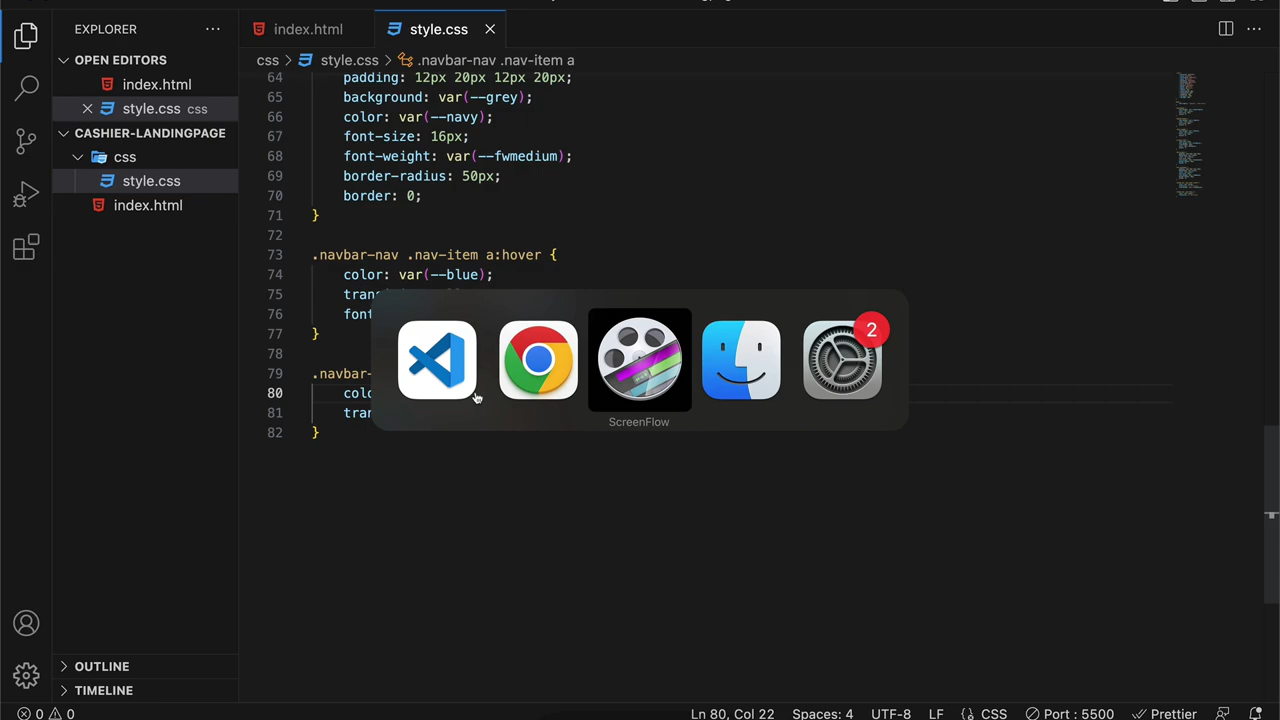 EXPLORER
index.html
style.css
OPEN EDITORS
css
style.css
.navbar-nav .nav-item a
index.html
style.css css
CASHIER-LANDINGPAGE
css
style.css
index.html
64 padding: 12px 20px 12px 20px;
65 background: var(--grey);
66 color: var(--navy);
67 font-size: 16px;
68 font-weight: var(--fwmedium);
69 border-radius: 50px;
70 border: 0;
71 }
72
73 .navbar-nav .nav-item a:hover {
74 color: var(--blue);
75
76
77 }
78
79 .navbar-
80
81
82 }
2
ScreenFlow
OUTLINE
TIMELINE
0 0
Ln 80, Col 22
Spaces: 4
UTF-8
LF
{} CSS
Port : 5500
Prettier